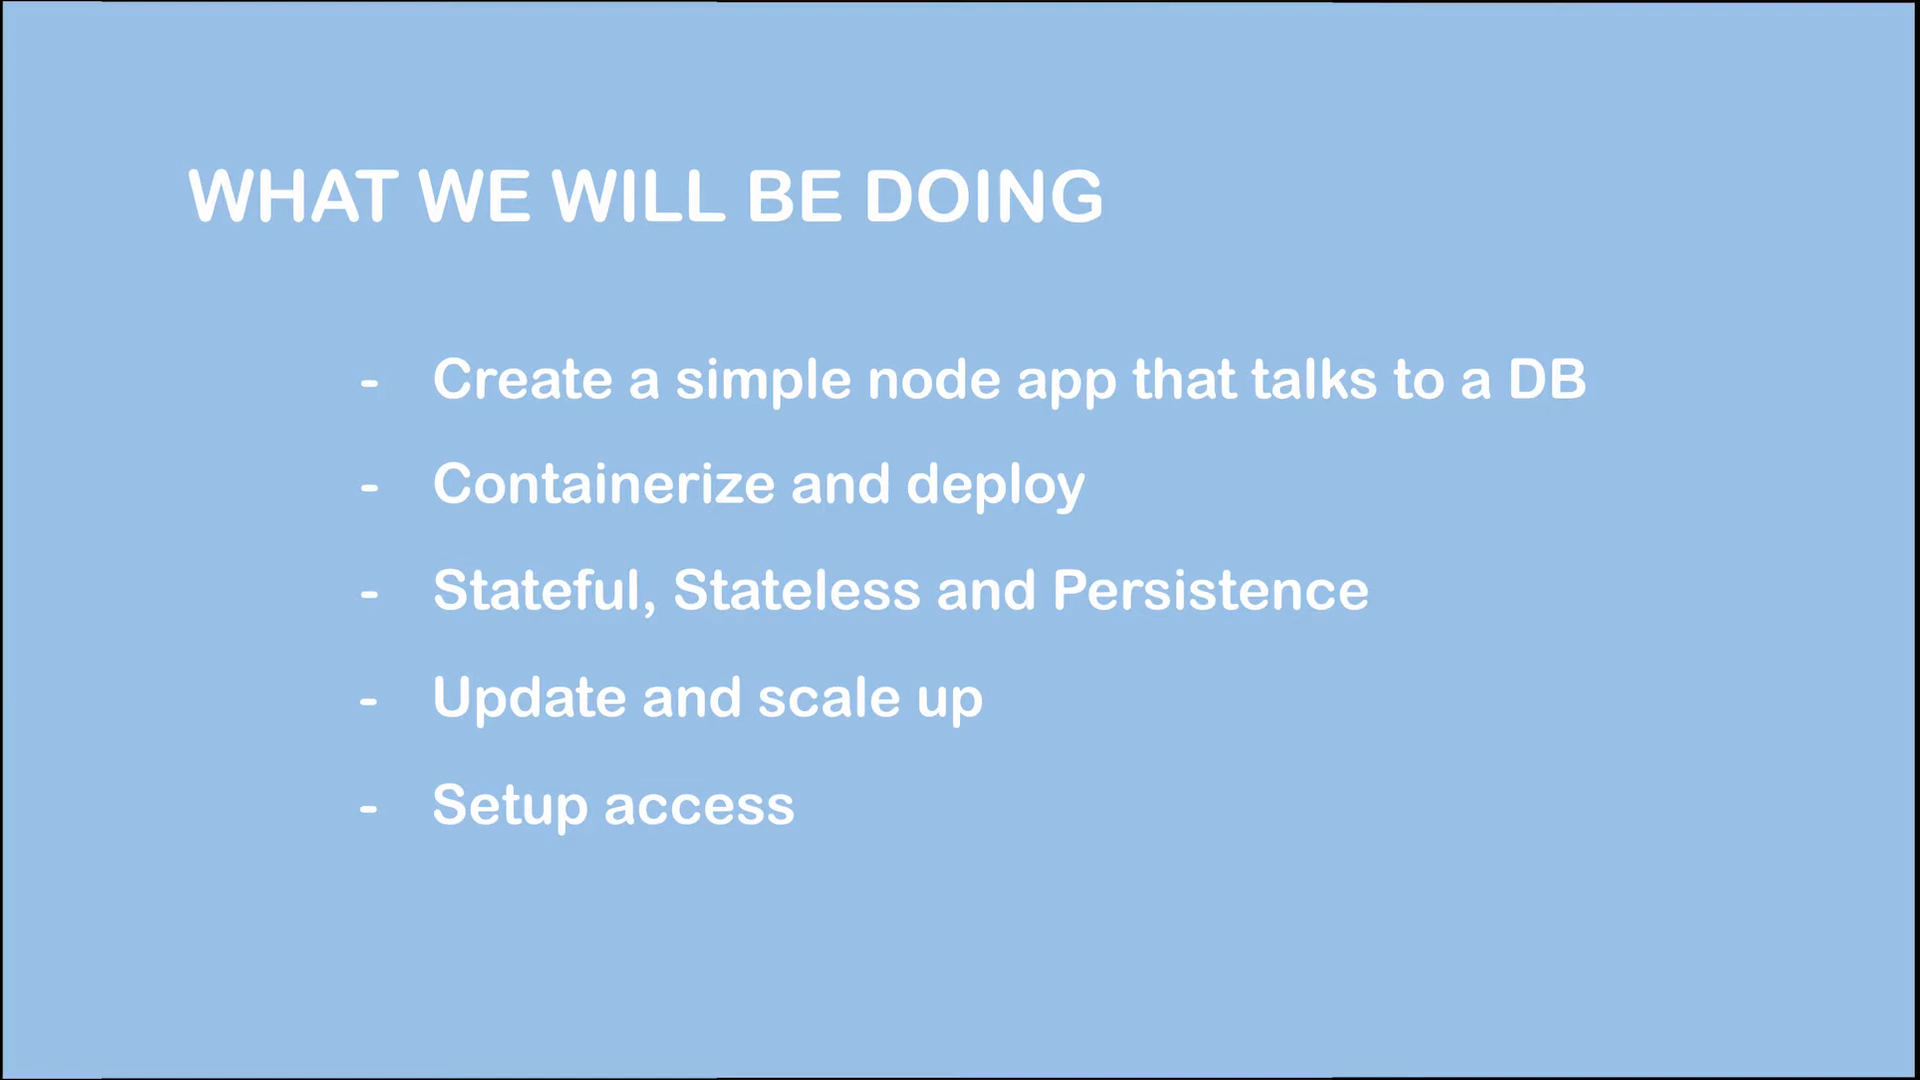 WHAT WE WILL BE DOING
- Create a simple node app that talks to a DB
- Containerize and deploy
- Stateful, Stateless and Persistence
- Update and scale up
- Setup access